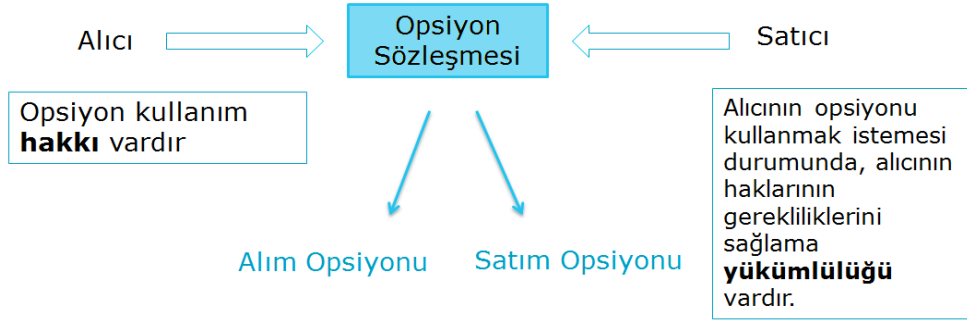 Alıcı
Opsiyon
Sözleşmesi
Satıcı
Opsiyon kullanım
hakkı vardır
Alıcının opsiyonu
kullanmak istemesi
durumunda, alıcının
haklarının
gerekliliklerini
sağlama
yükümlülüğü
vardır.
Alım Opsiyonu
Satım Opsiyonu